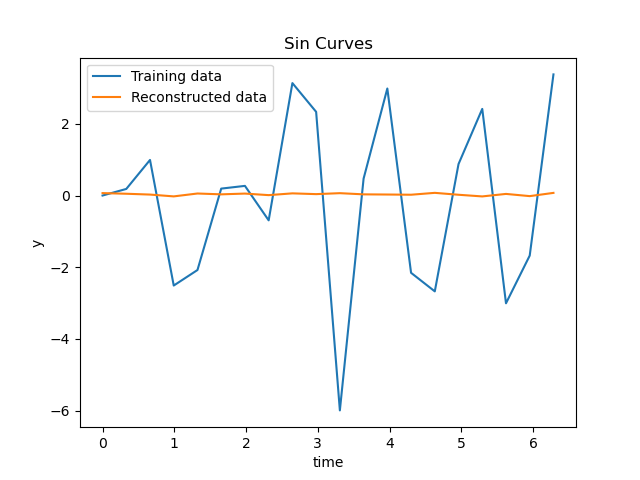 Sin Curves
Training data
Reconstructed data
2
0
−2
−4
−6
y
0 1 2 3 4 5 6
time